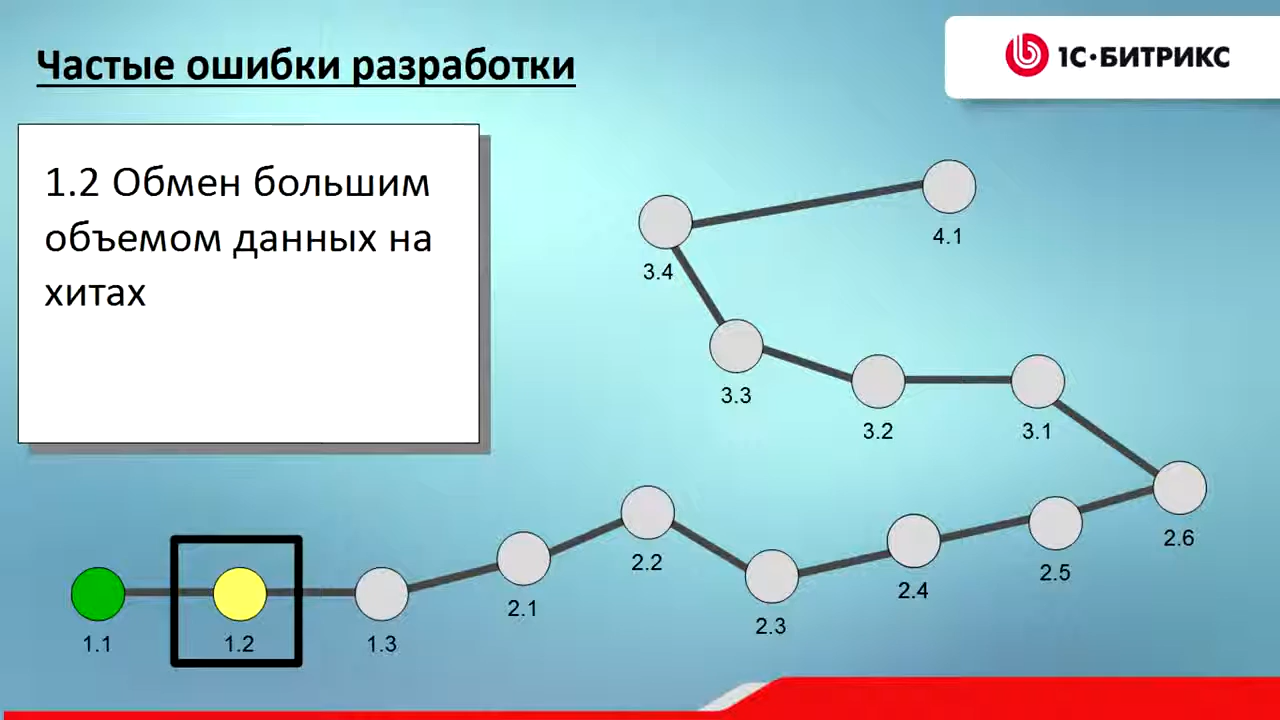 Частые ошибки разработки
1С·БИТРИКС
1.2 Обмен большим
объемом данных на
хитах
4.1
3.4
3.3
3.2
3.1
2.6
2.2
2.5
2.4
2.1
2.3
1.1
1.2
1.3